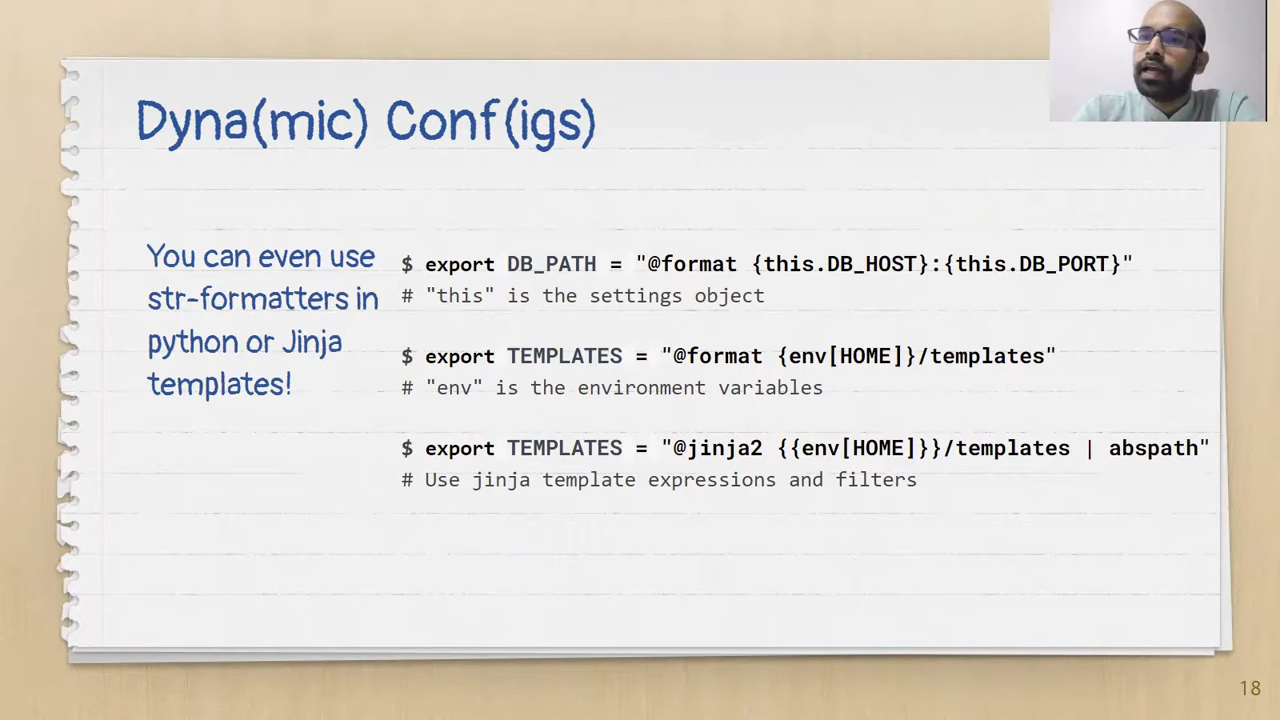 Dyna(mic) Conf(igs)
You can even use
str-formatters in
python or Jinja
templates!
$ export DB_PATH = "@format {this.DB_HOST}:{this.DB_PORT}"
# "this" is the settings object
$ export TEMPLATES = "@format {env[HOME]}/templates"
# "env" is the environment variables
$ export TEMPLATES = "@jinja2 {{env[HOME]}}/templates | abspath"
# Use jinja template expressions and filters
18